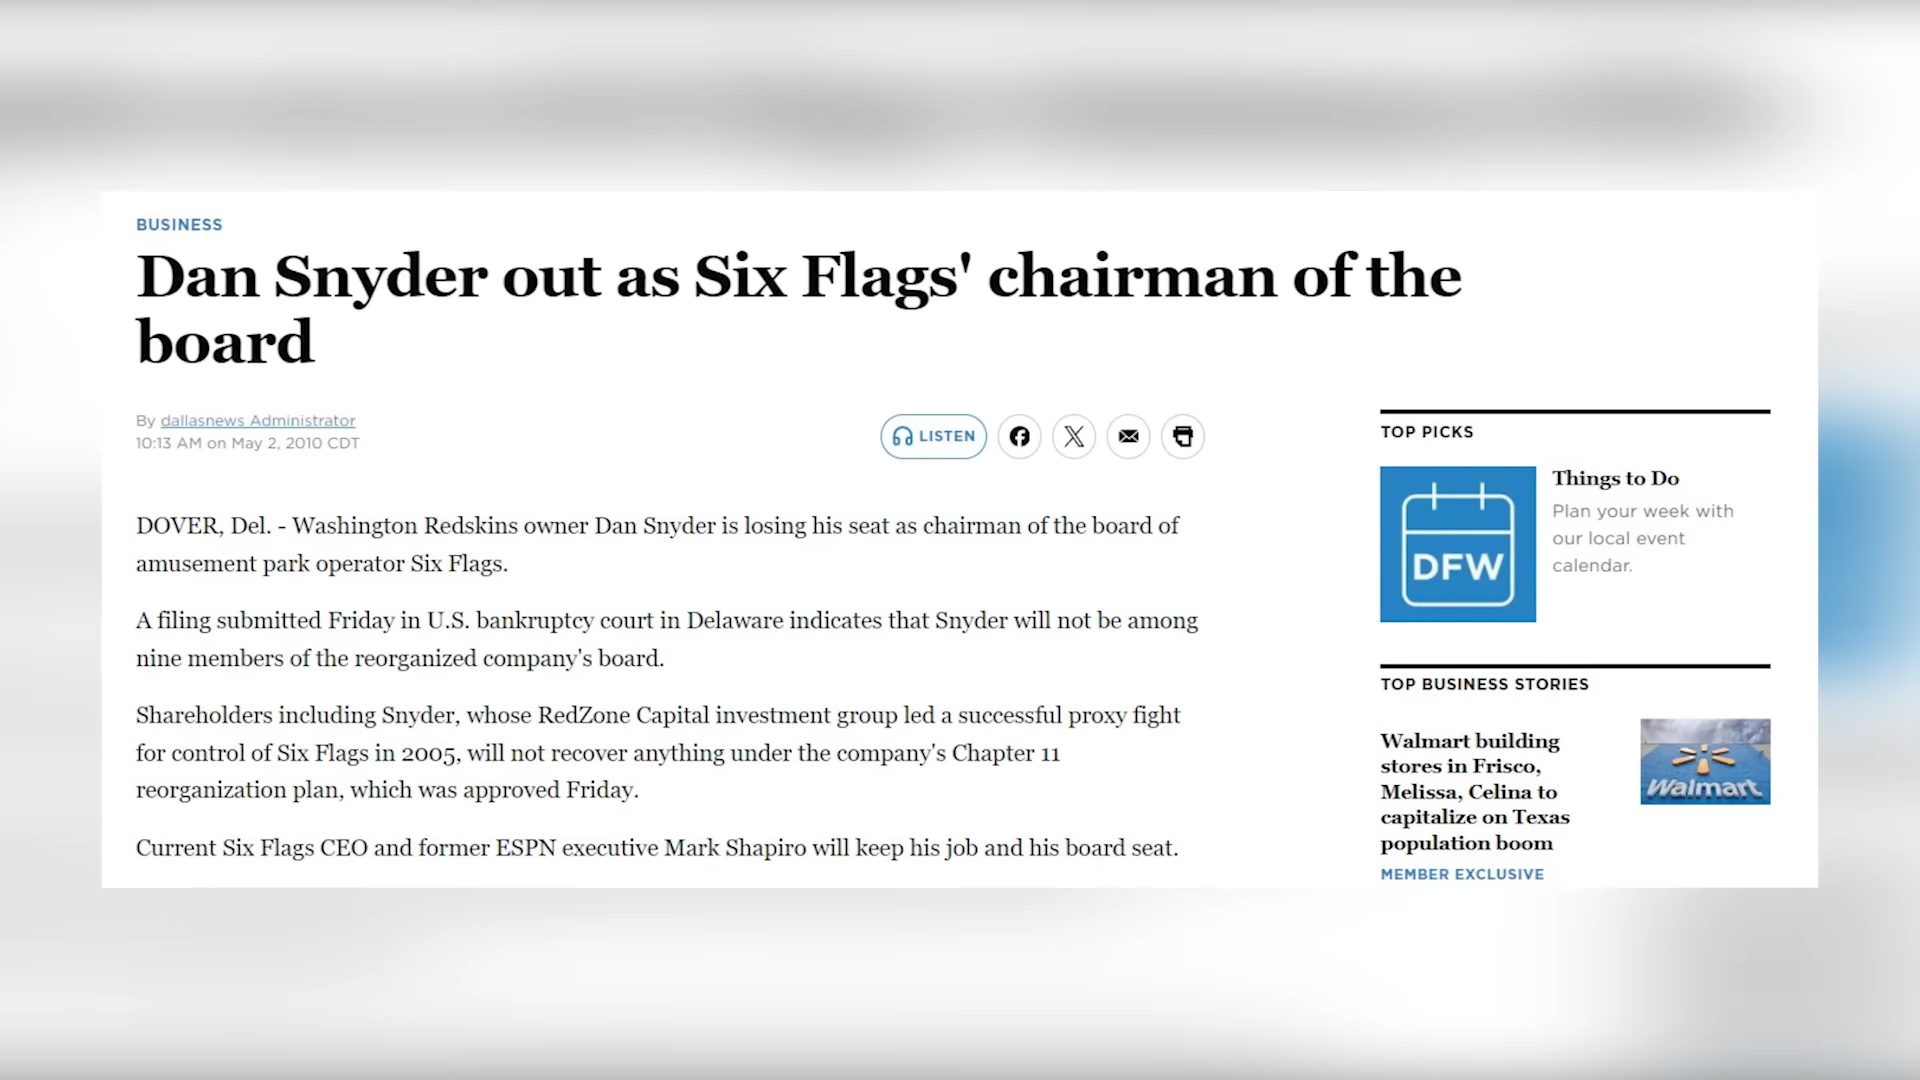 BUSINESS
Dan Snyder out as Six Flags' chairman of the
board
By dallasnews Administrator
10:13 AM on May 2, 2010 CDT
LISTEN
DOVER, Del. - Washington Redskins owner Dan Snyder is losing his seat as chairman of the board of
amusement park operator Six Flags.
A filing submitted Friday in U.S. bankruptcy court in Delaware indicates that Snyder will not be among
nine members of the reorganized company's board.
Shareholders including Snyder, whose RedZone Capital investment group led a successful proxy fight
for control of Six Flags in 2005, will not recover anything under the company's Chapter 11
reorganization plan, which was approved Friday.
Current Six Flags CEO and former ESPN executive Mark Shapiro will keep his job and his board seat.
TOP PICKS
DFW
Things to Do
Plan your week with
our local event
calendar.
TOP BUSINESS STORIES
Walmart building
stores in Frisco,
Melissa, Celina to
capitalize on Texas
population boom
MEMBER EXCLUSIVE
Walmart